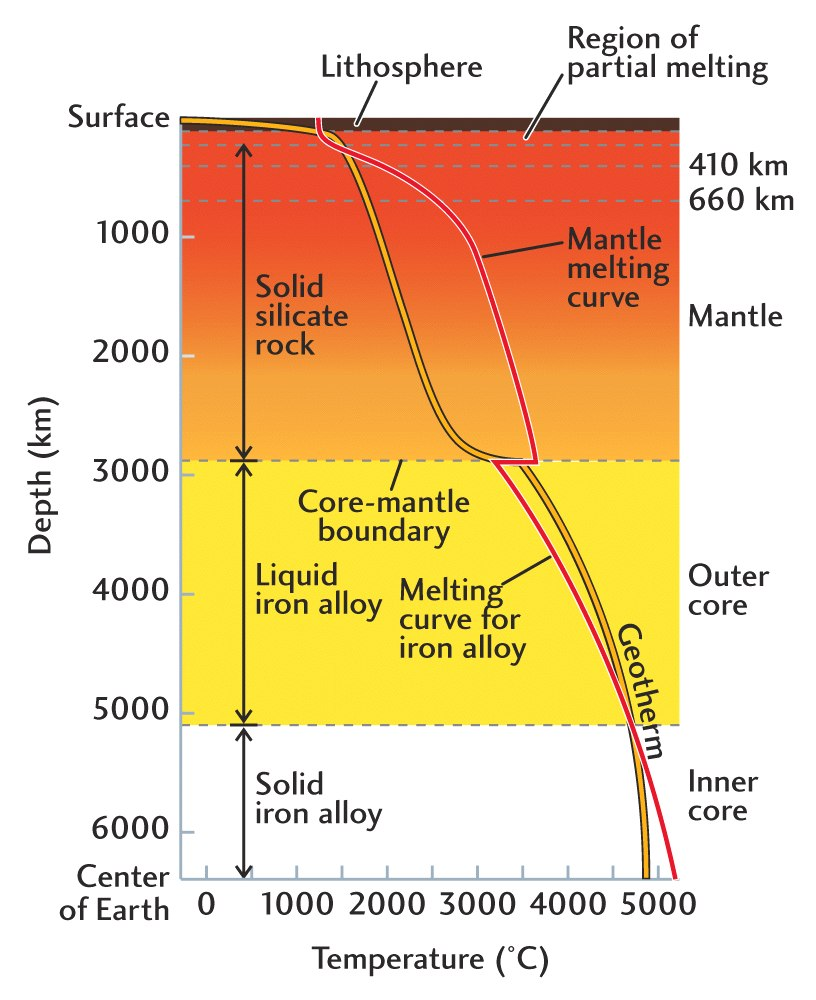 Region of
partial melting
Lithosphere
Surface
410 km
660 km
1000
Mantle
melting
curve
Solid
silicate
rock
Mantle
2000
3000
Core-mantle
boundary
Depth (km)
Liquid
iron alloy
Melting
curve for
iron alloy
Outer
core
4000
Geotherm
5000
Solid
iron alloy
Inner
core
6000
Center
of Earth
0 1000 2000 3000 4000 5000
Temperature (°C)